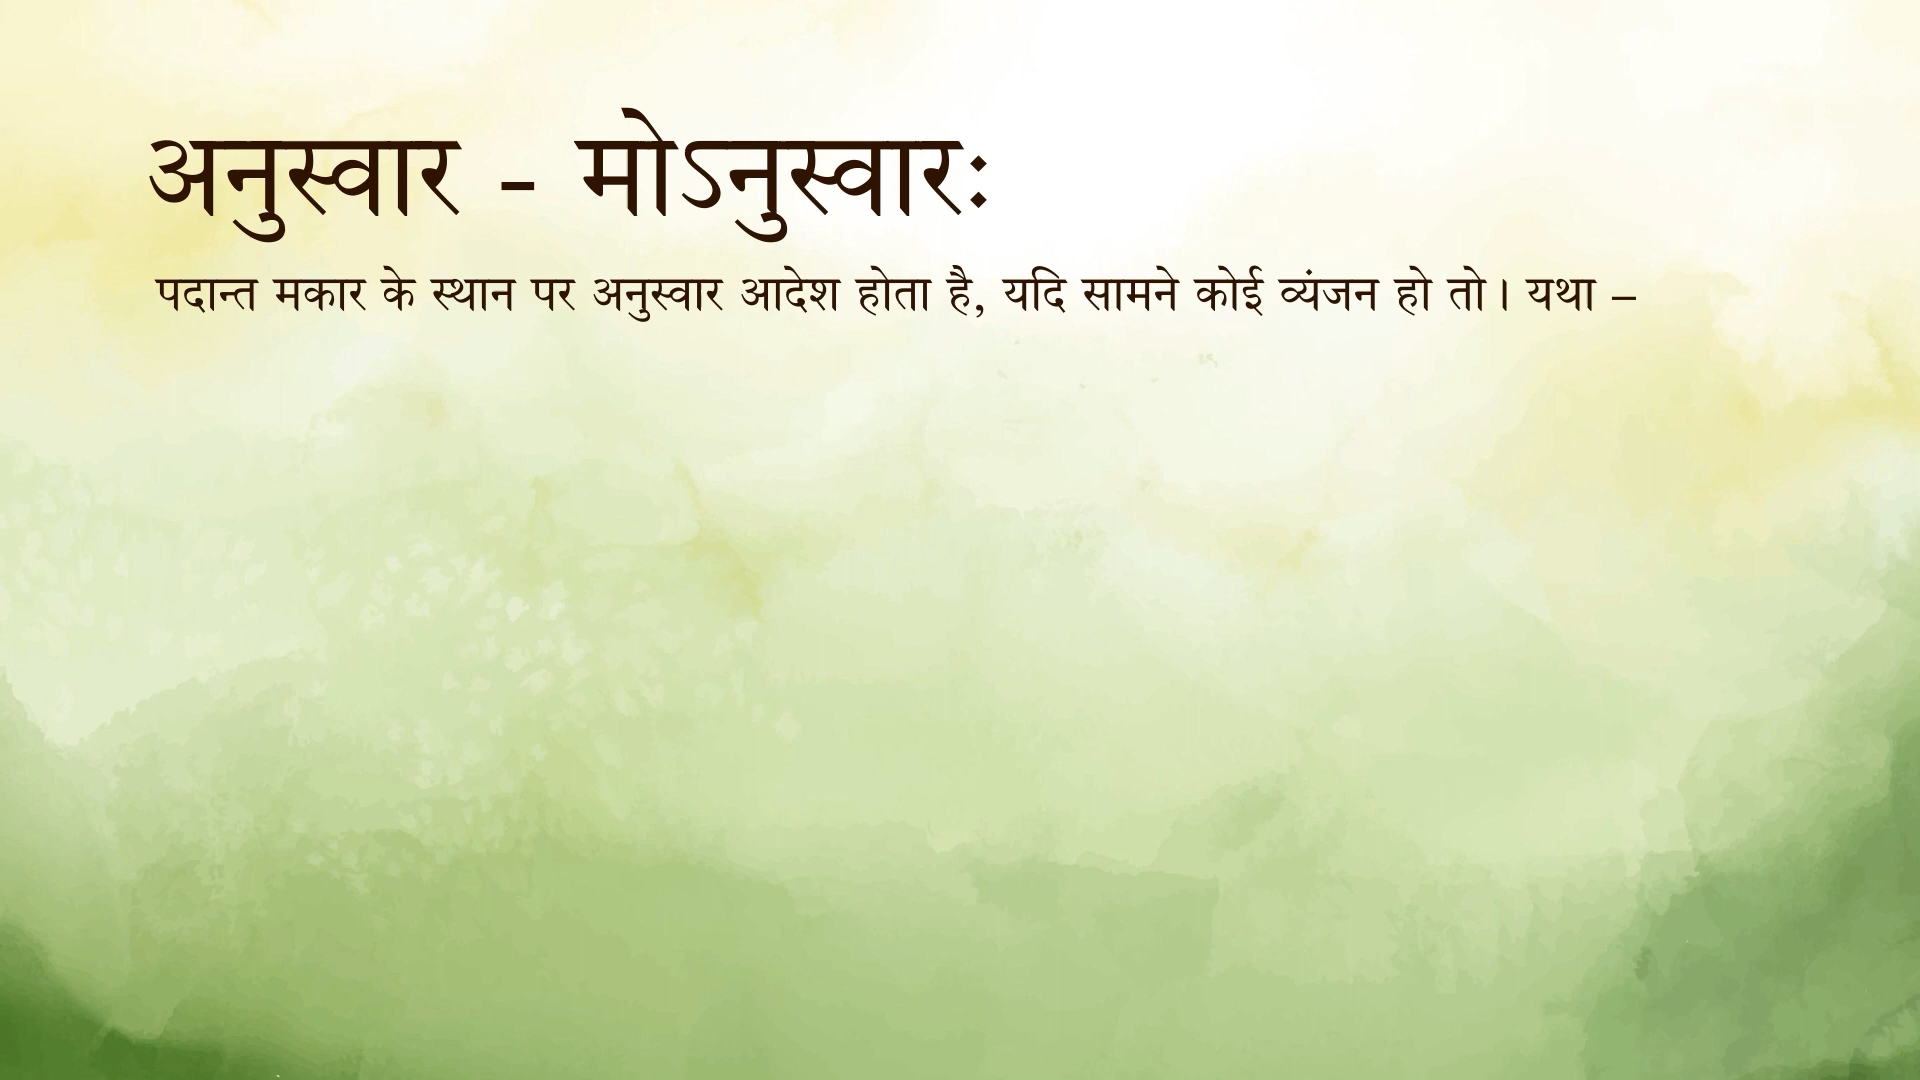 अनुस्वार - मोऽनुस्वारः
पदान्त मकार के स्थान पर अनुस्वार आदेश होता है, यदि सामने कोई व्यंजन हो तो। यथा –